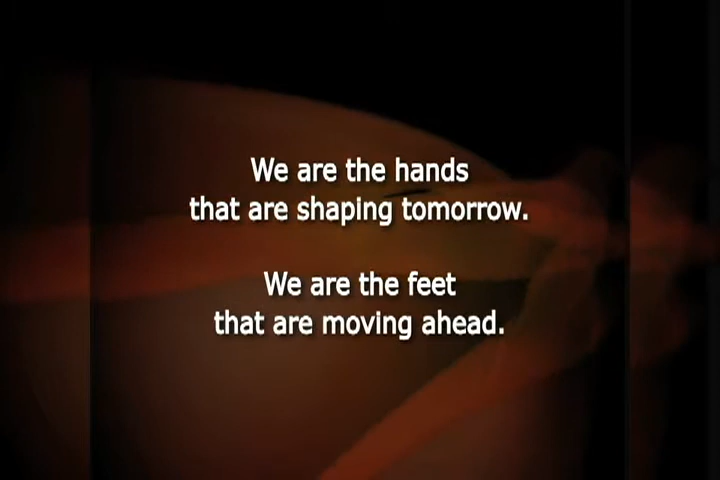 We are the hands
that are shaping tomorrow.
We are the feet
that are moving ahead.